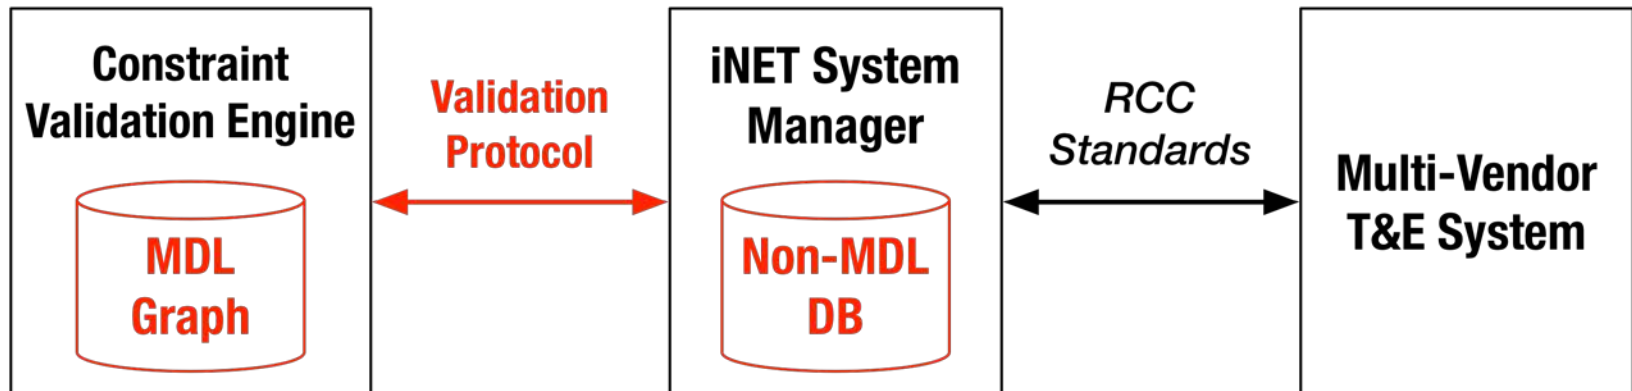 Constraint
Validation Engine
MDL
Graph
Validation
Protocol
iNET System
Manager
Non-MDL
DB
RCC
Standards
Multi-Vendor
T&E System